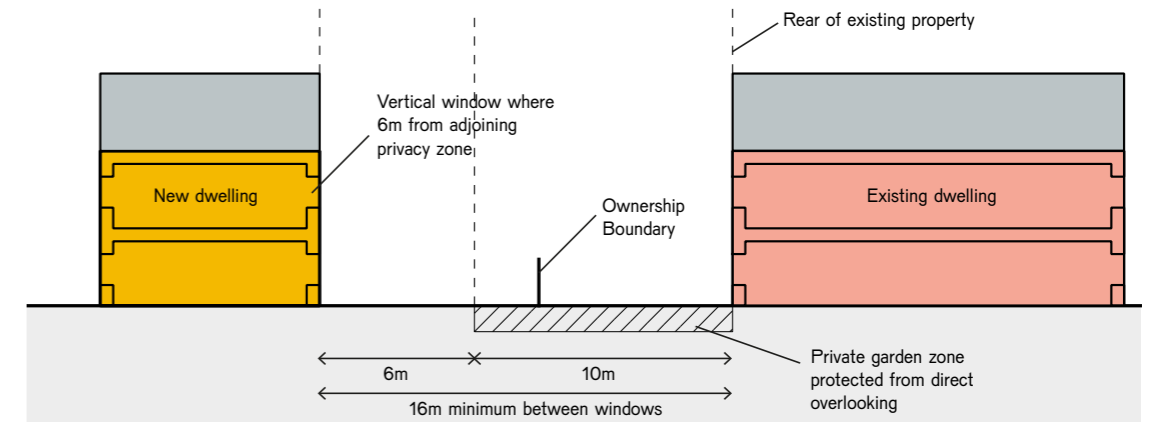 Rear of existing property
Vertical window where
6m from adjoining
privacy zone
New dwelling
Existing dwelling
Ownership
Boundary
6m
10m
16m minimum between windows
Private garden zone
protected from direct
overlooking